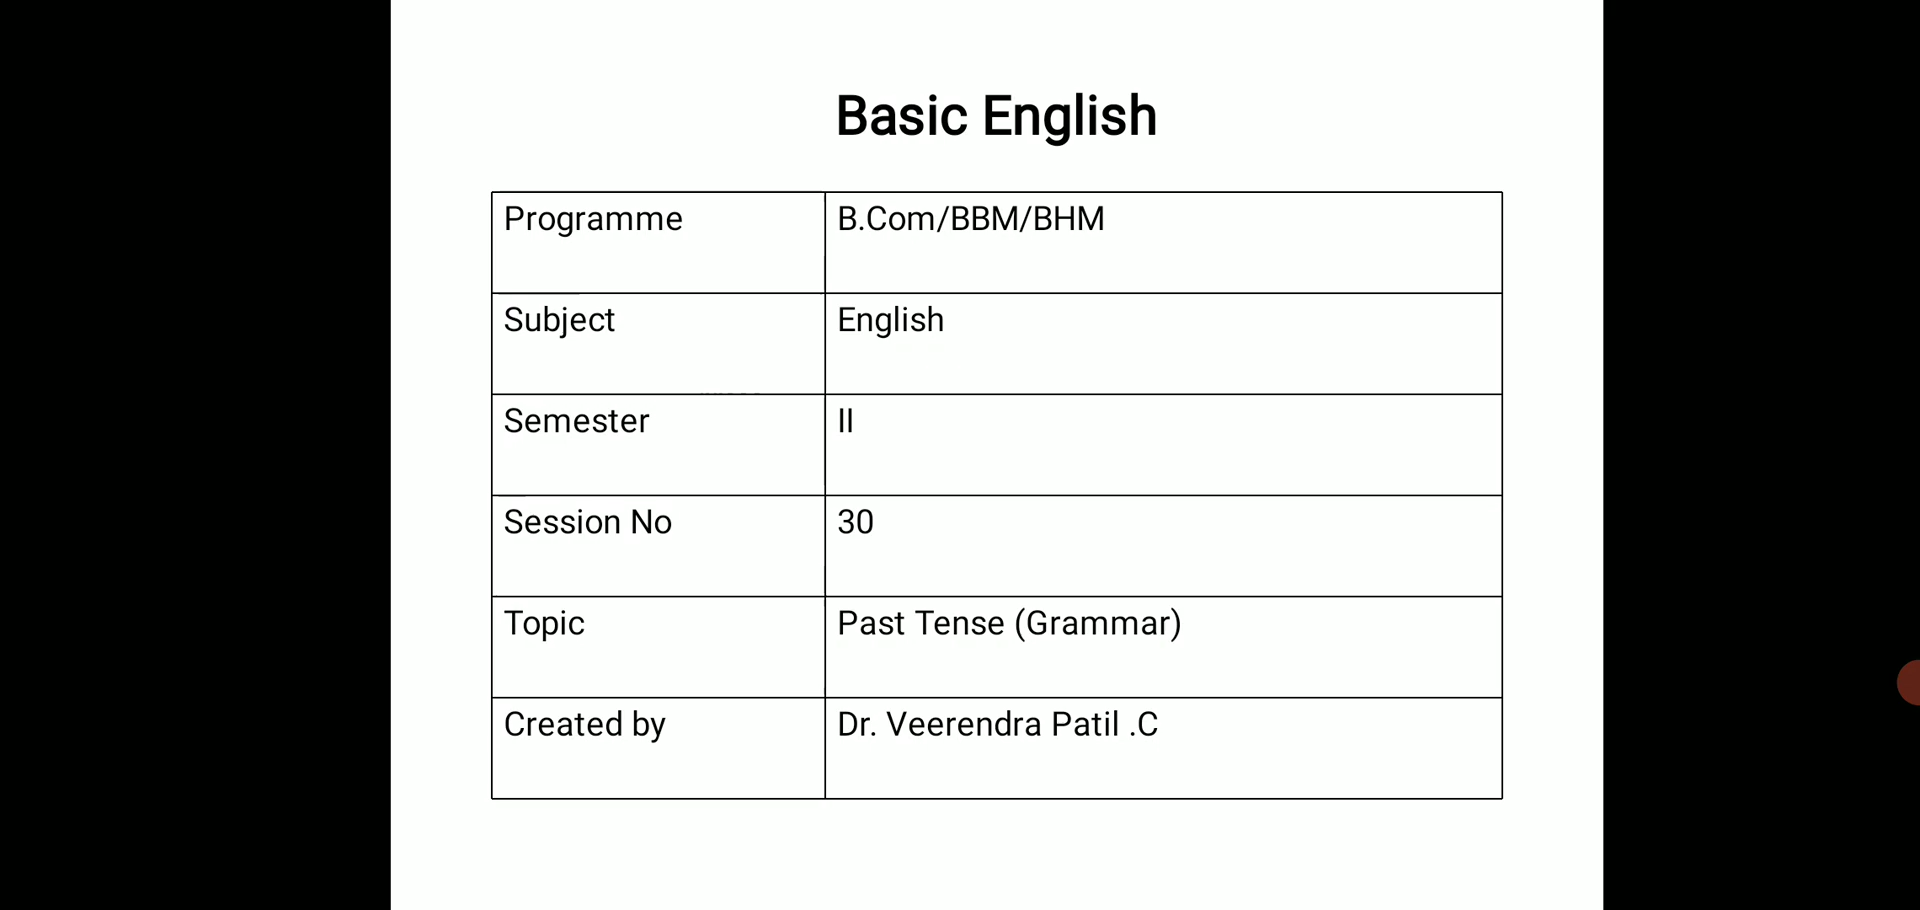 Basic English
Programme B.Com/BBM/BHM
Subject English
Semester II
Session No 30
Topic Past Tense (Grammar)
Created by Dr. Veerendra Patil .C